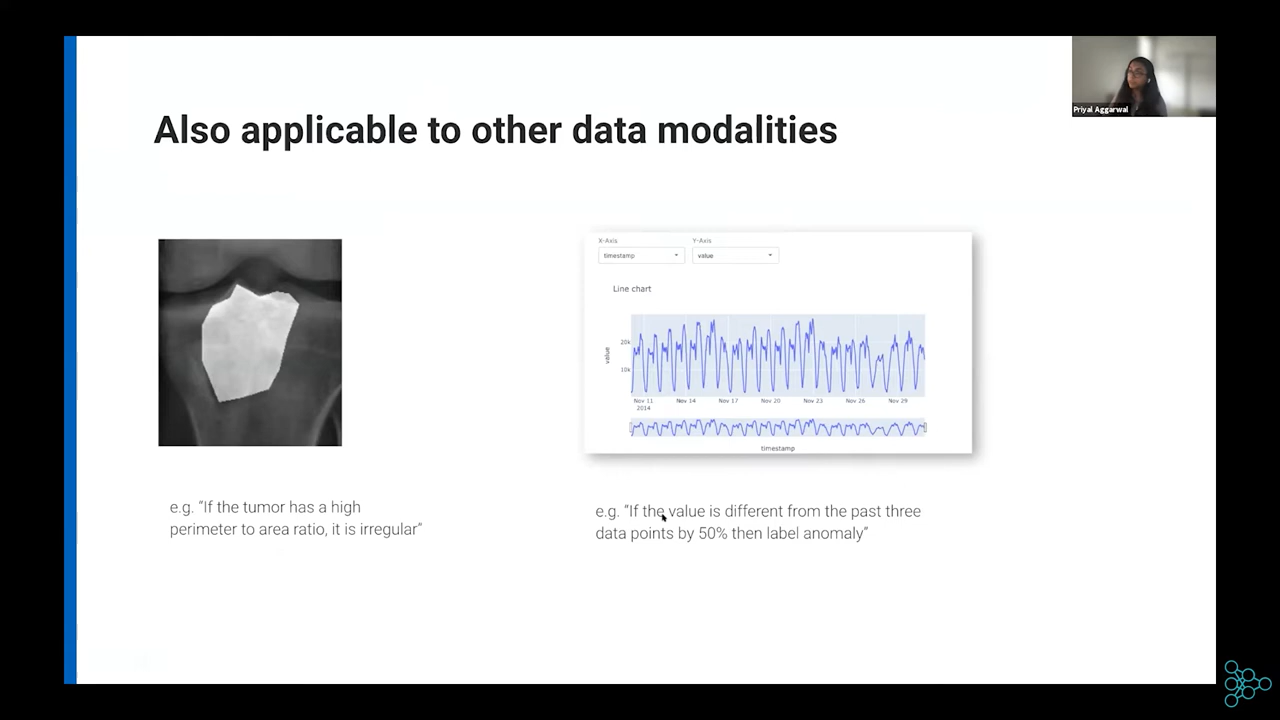 Priyal Aggarwal
Also applicable to other data modalities
X-Axis
Y-Axis
timestamp
value
Line chart
value
20k
10k
Nov 11
2014
Nov 14
Nov 17
Nov 20
Nov 23
Nov 26
Nov 29
timestamp
e.g. “If the tumor has a high
perimeter to area ratio, it is irregular”
e.g. “If the value is different from the past three
data points by 50% then label anomaly”